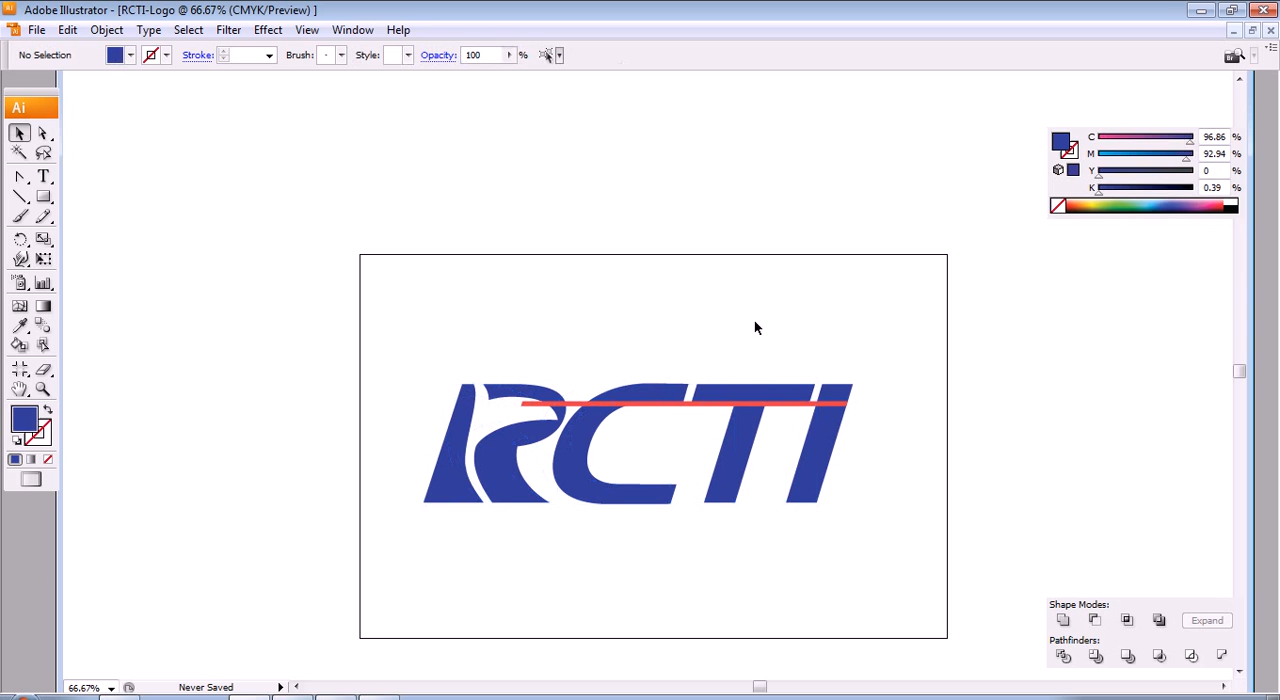 Adobe Illustrator - [RCTI-Logo @ 66.67% (CMYK/Preview) ]
File Edit Object Type Select Filter Effect View Window Help
No Selection Stroke: Brush: Style: Opacity: 100 %
Br
Ai
C 96.86 %
M 92.94 %
Y 0 %
K 0.39 %
T
RCTI
Shape Modes:
Expand
Pathfinders:
66.67% Never Saved